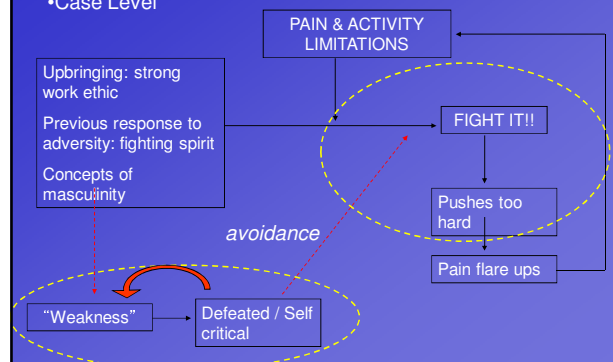 •Case Level
PAIN & ACTIVITY
LIMITATIONS
Upbringing: strong
work ethic
Previous response to
adversity: fighting spirit
Concepts of
masculinity
FIGHT IT!!
Pushes too
hard
avoidance
Pain flare ups
“Weakness”
Defeated / Self
critical